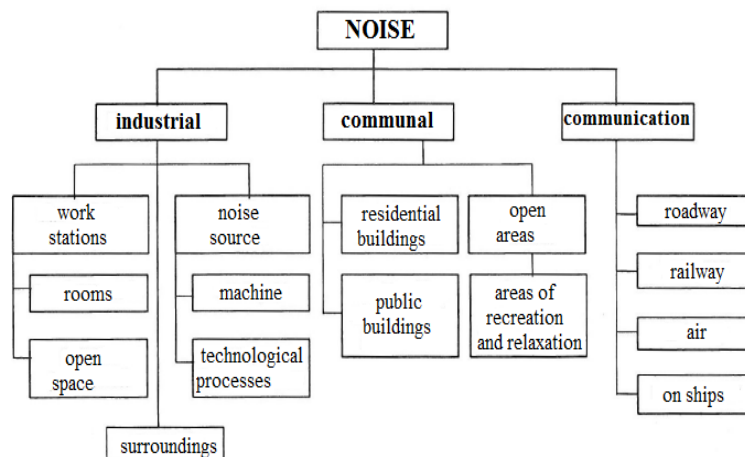 NOISE
industrial
communal
communication
work
stations
noise
source
residential
buildings
open
areas
roadway
rooms
machine
public
buildings
areas of
recreation
and relaxation
railway
open
space
technological
processes
air
on ships
surroundings